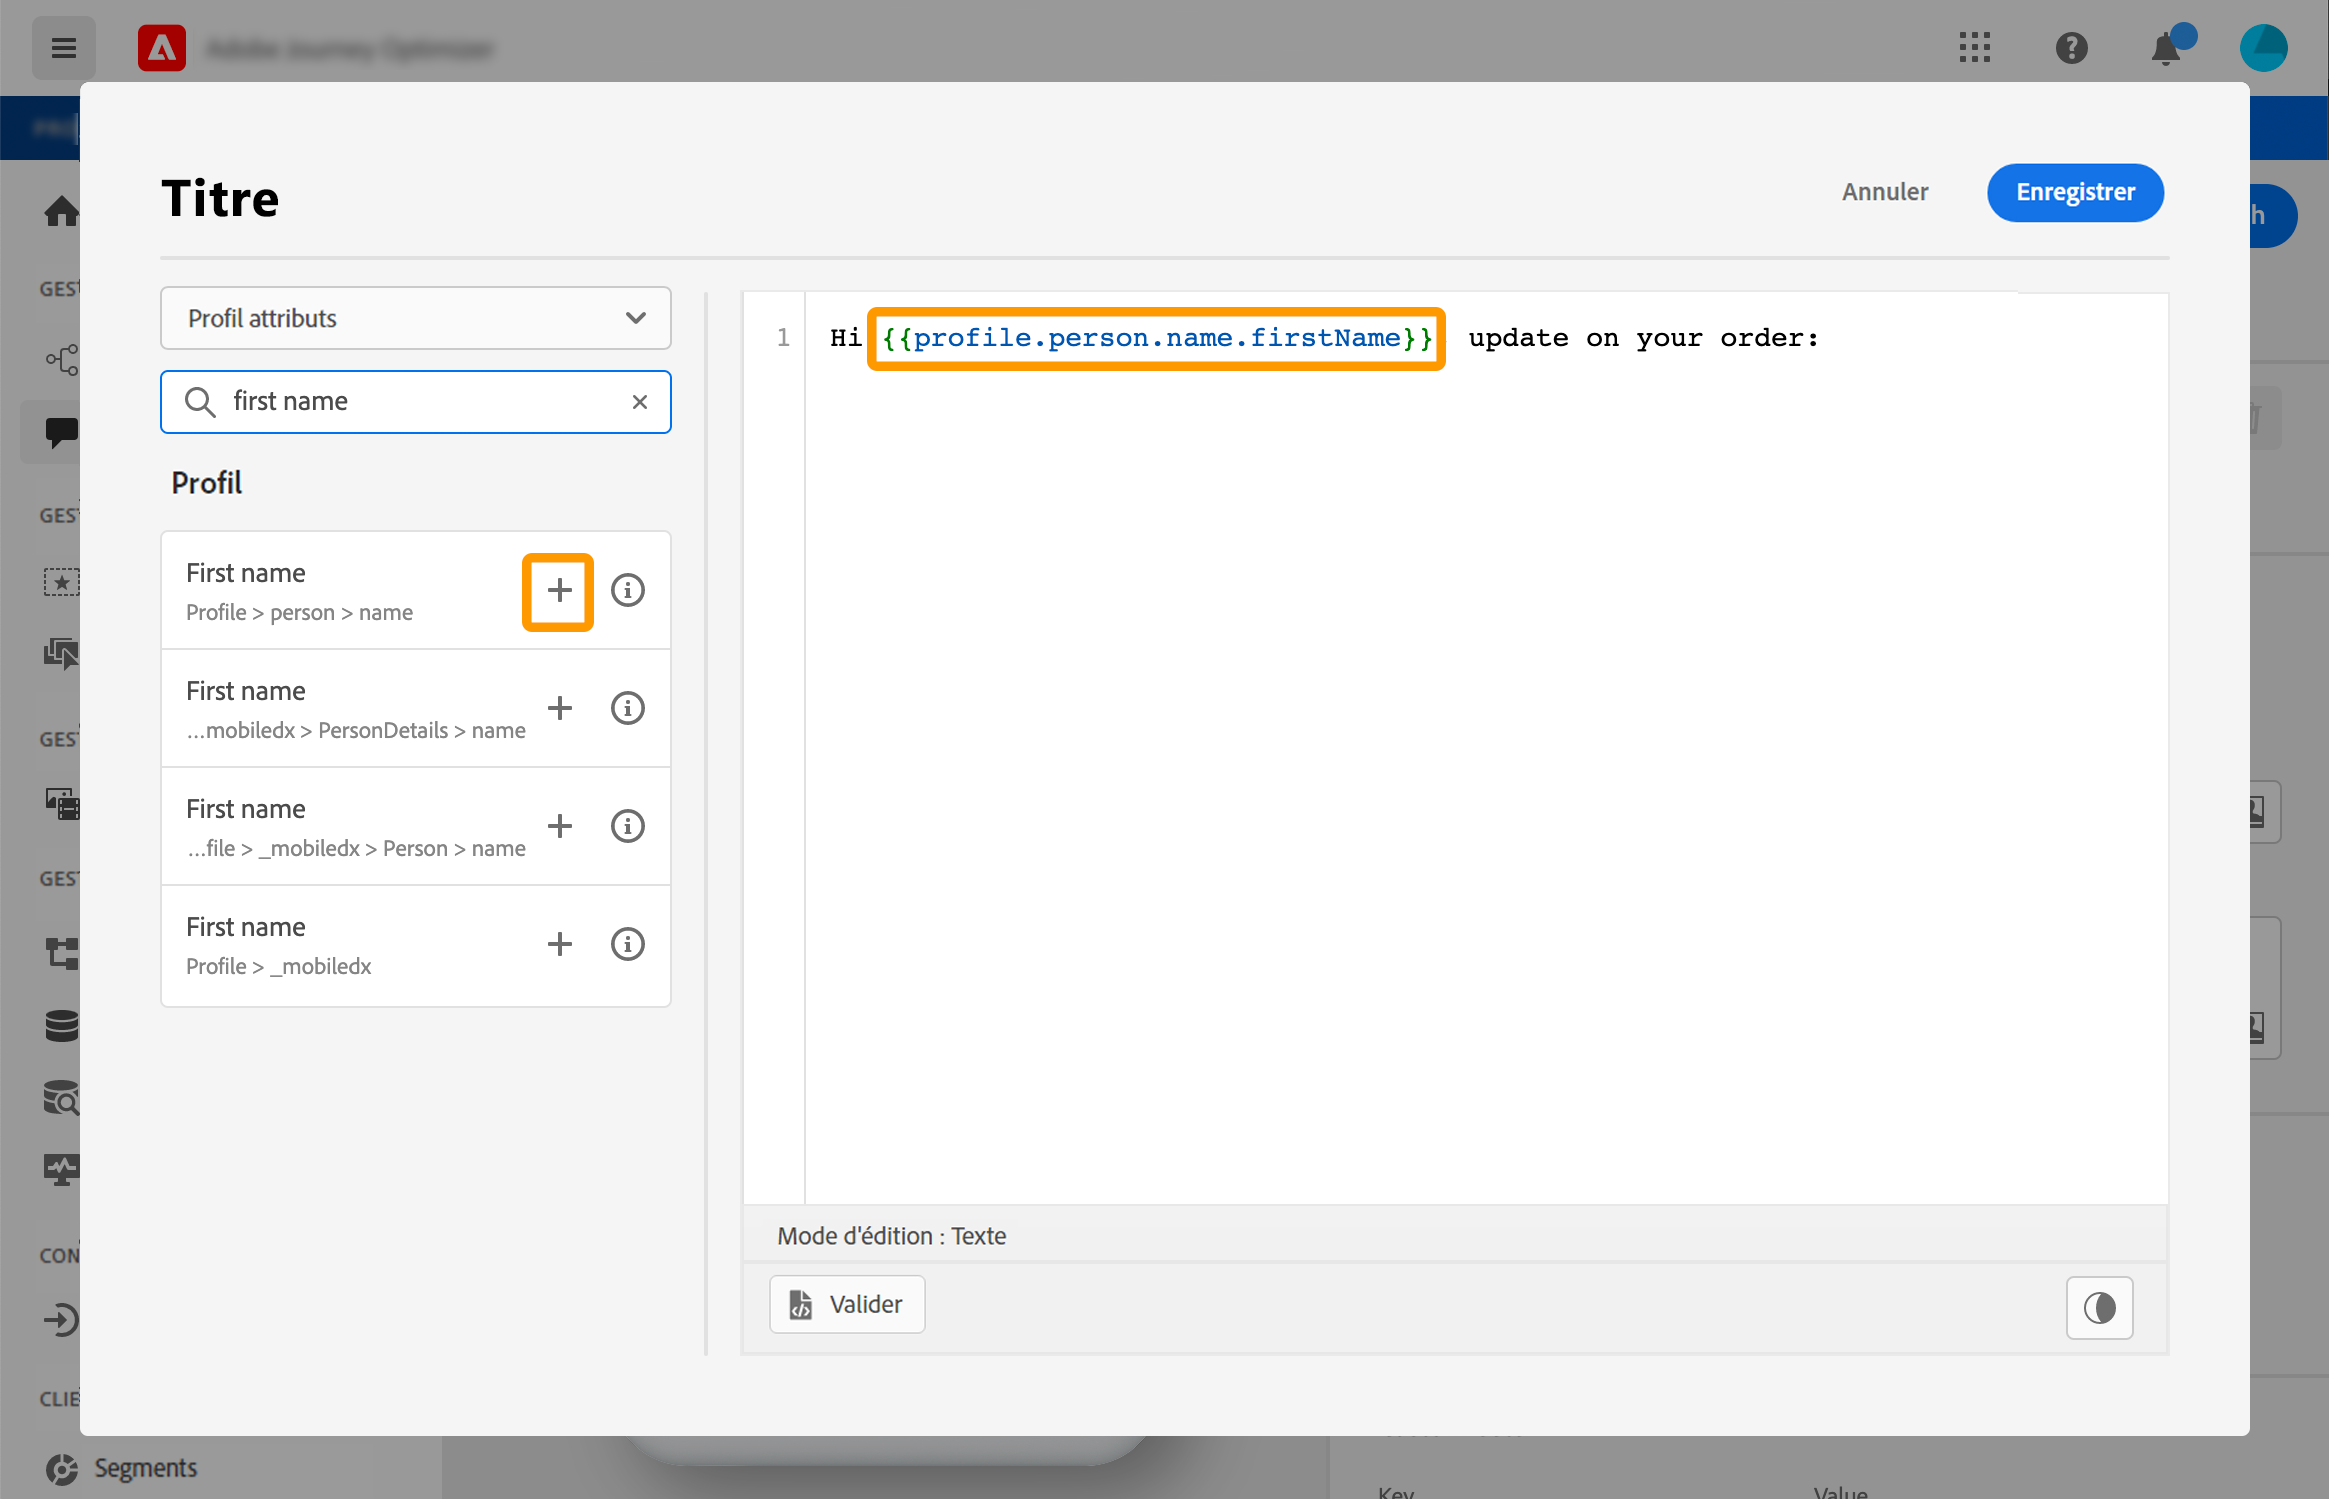 Adobe Journey Optimizer
Titre
Annuler
Enregistrer
h
GES
Profil attributs
1
Hi {{profile.person.name.firstName}} update on your order:
first name
Profil
GES
First name
Profile > person > name
First name
...mobiledx > PersonDetails > name
GES
First name
...file > _mobiledx > Person > name
GES
First name
Profile > _mobiledx
Mode d'édition : Texte
CON
Valider
CLIE
Segments
Key
Value